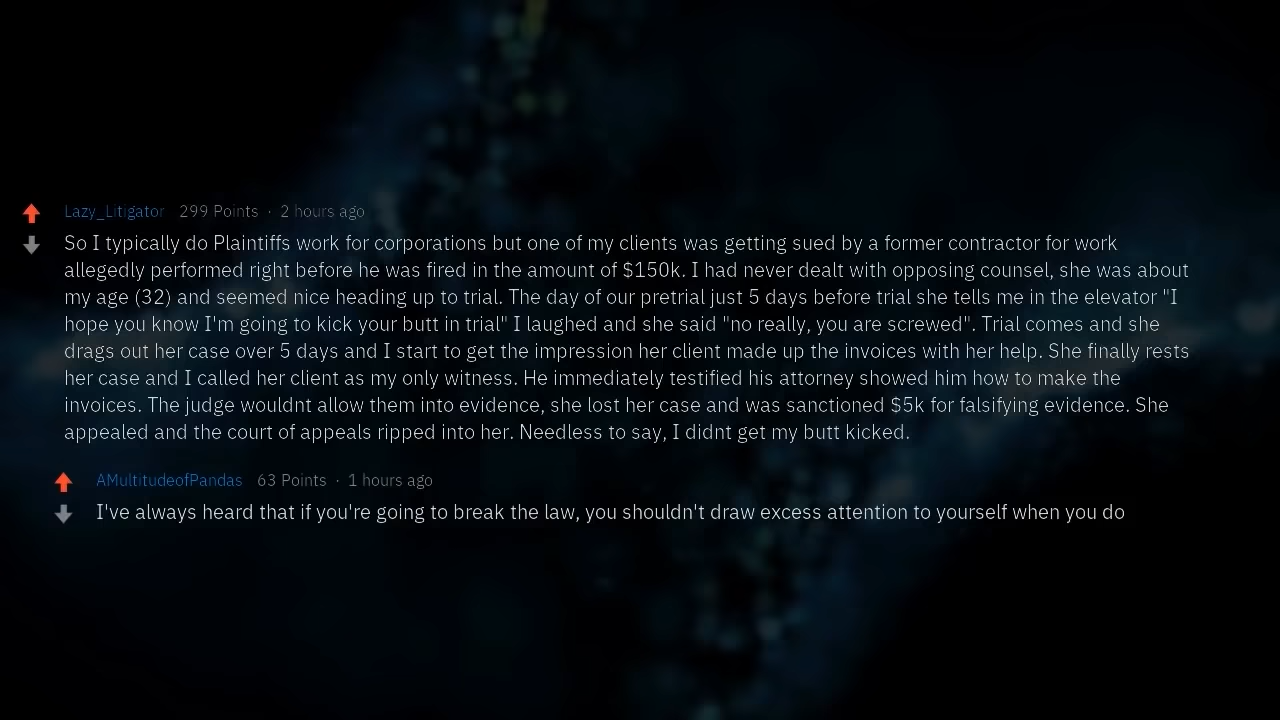 Lazy_Litigator 299 Points · 2 hours ago
So I typically do Plaintiffs work for corporations but one of my clients was getting sued by a former contractor for work
allegedly performed right before he was fired in the amount of $150k. I had never dealt with opposing counsel, she was about
my age (32) and seemed nice heading up to trial. The day of our pretrial just 5 days before trial she tells me in the elevator "I
hope you know I'm going to kick your butt in trial" I laughed and she said "no really, you are screwed". Trial comes and she
drags out her case over 5 days and I start to get the impression her client made up the invoices with her help. She finally rests
her case and I called her client as my only witness. He immediately testified his attorney showed him how to make the
invoices. The judge wouldnt allow them into evidence, she lost her case and was sanctioned $5k for falsifying evidence. She
appealed and the court of appeals ripped into her. Needless to say, I didnt get my butt kicked.
AMultitudeofPandas 63 Points · 1 hours ago
I've always heard that if you're going to break the law, you shouldn't draw excess attention to yourself when you do